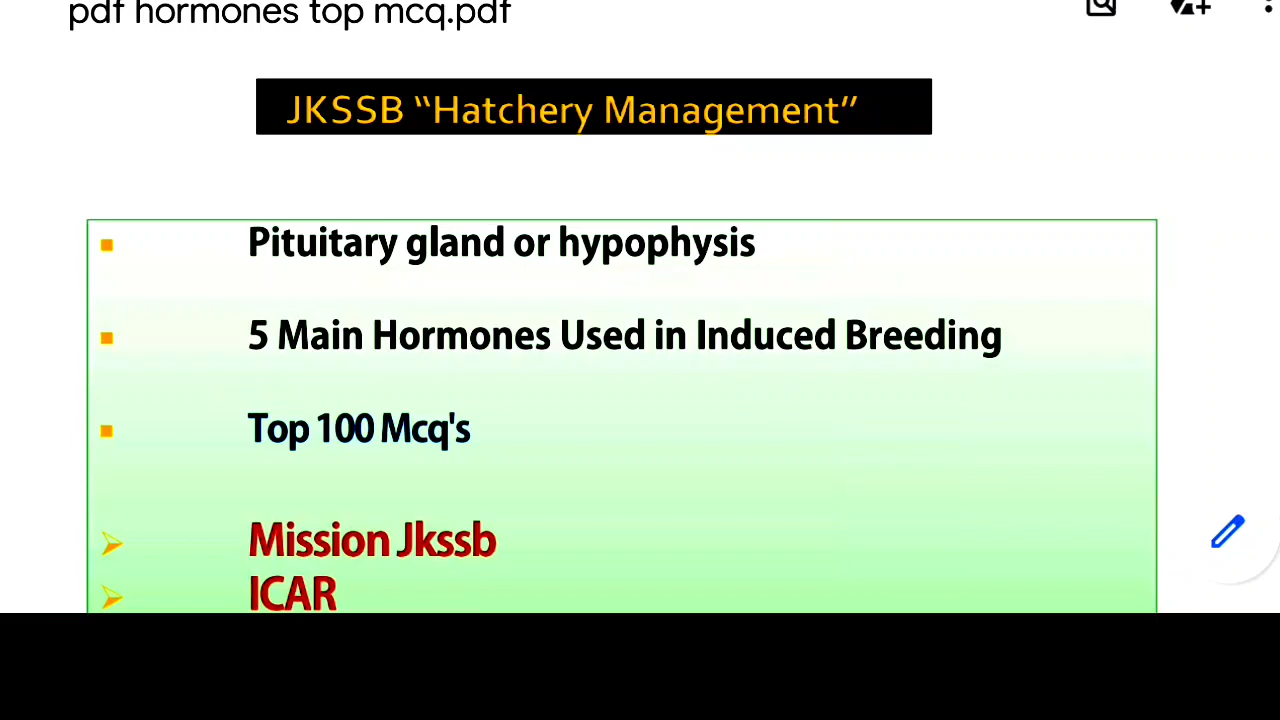 pdf hormones top mcq.pdf
JKSSB “Hatchery Management”
Pituitary gland or hypophysis
5 Main Hormones Used in Induced Breeding
Top 100 Mcq's
Mission Jkssb
ICAR